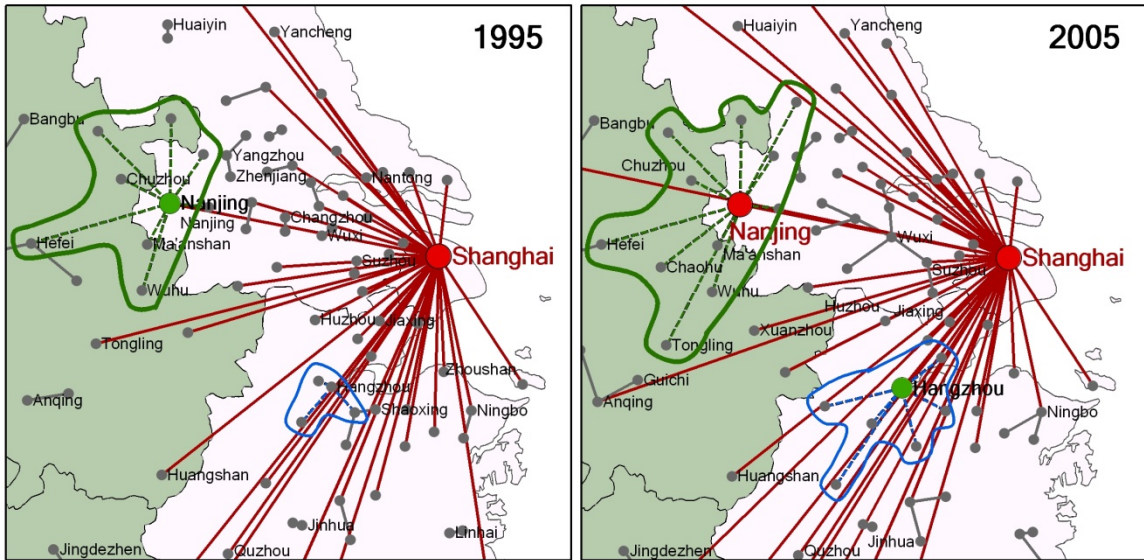 1995
Huaiyin
Yancheng
Bangbu
Yangzhou
Zhenjiang
Chuzhou
Nantong
Nanjing
Nanjing
Changzhou
Wuxi
Hefei
Ma'anshan
Shanghai
Suzhou
Wuhu
Huzhou
Jiaxing
Tongling
Zhoushan
Hangzhou
Anqing
Shaoxing
Ningbo
Huangshan
Jinhua
Linhai
Jingdezhen
Quzhou
2005
Huaiyin
Yancheng
Bangbu
Chuzhou
Nanjing
Wuxi
Hefei
Ma'anshan
Shanghai
Chaohu
Suzhou
Wuhu
Huzhou
Jiaxing
Xuanzhou
Tongling
Guichi
Hangzhou
Anqing
Ningbo
Huangshan
Jinhua
Jingdezhen
Quzhou